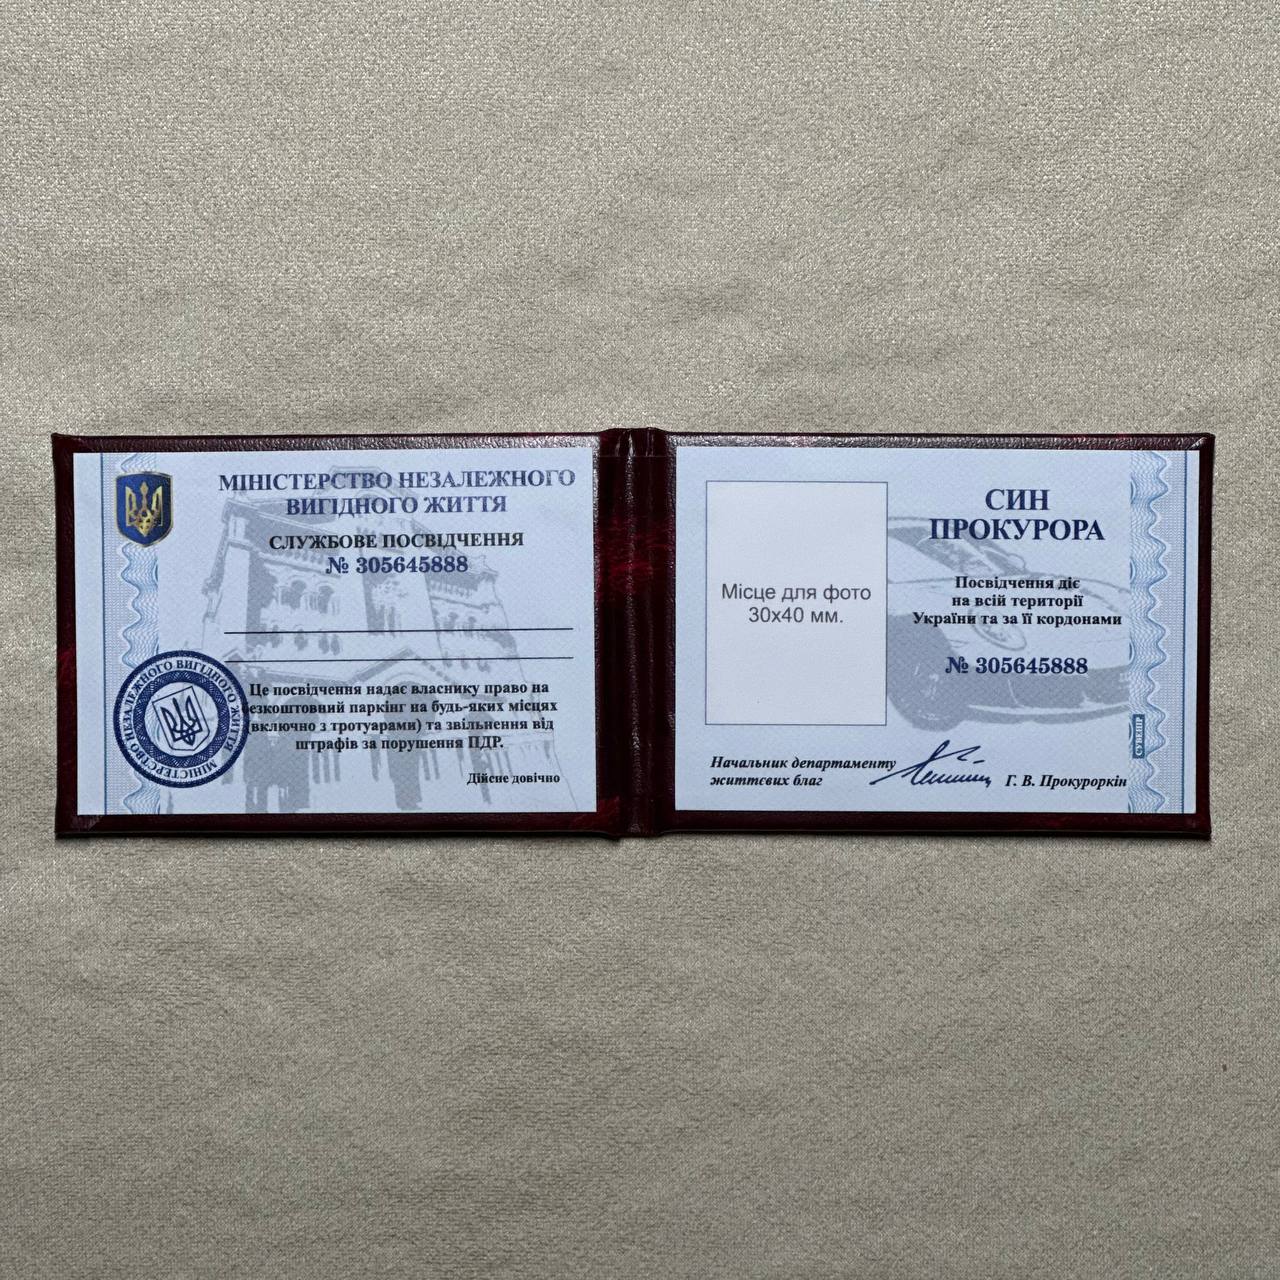 МІНІСТЕРСТВО НЕЗАЛЕЖНОГО
ВИГІДНОГО ЖИТТЯ
СЛУЖБОВЕ ПОСВІДЧЕННЯ
№ 305645888
Це посвідчення надає власнику право на
безкоштовний паркінг на будь-яких місцях
(включно з тротуарами) та звільнення від
штрафів за порушення ПДР.
Дійсне довічно
МІНІСТЕРСТВО НЕЗАЛЕЖНОГО ВИГІДНОГО ЖИТТЯ
СИН
ПРОКУРОРА
Місце для фото
30х40 мм.
Посвідчення діє
на всій території
України та за її кордонами
№ 305645888
СУВЕНІР
Начальник департаменту
життєвих благ
Г. В. Прокуроркін